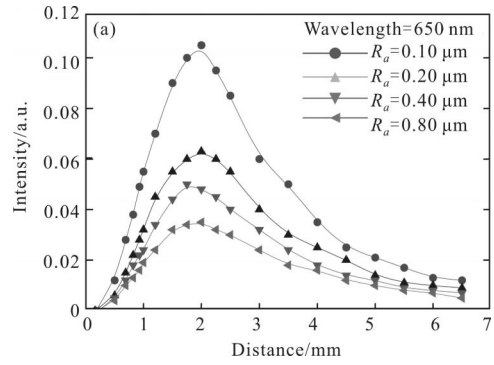 0.12
(a)
Wavelength=650 nm
Ra=0.10 μm
Ra=0.20 μm
Ra=0.40 μm
Ra=0.80 μm
0.10
0.08
0.06
0.04
0.02
0
Intensity/a.u.
0 1 2 3 4 5 6 7
Distance/mm